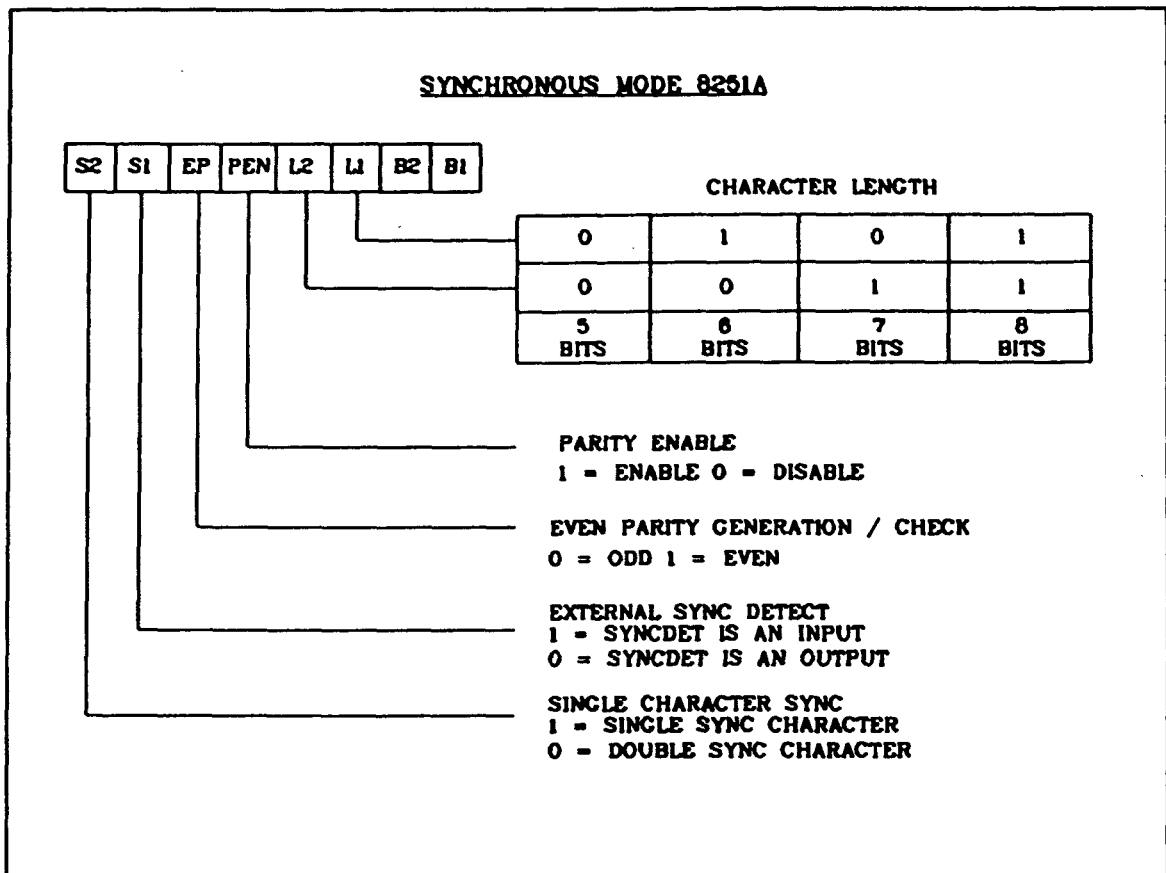 SYNCHRONOUS MODE 8251A
S2 S1 EP PEN L2 L1 B2 B1
CHARACTER LENGTH
0 1 0 1
0 0 1 1
5 BITS 6 BITS 7 BITS 8 BITS
PARITY ENABLE
1 = ENABLE 0 = DISABLE
EVEN PARITY GENERATION / CHECK
0 = ODD 1 = EVEN
EXTERNAL SYNC DETECT
1 = SYNCDET IS AN INPUT
0 = SYNCDET IS AN OUTPUT
SINGLE CHARACTER SYNC
1 = SINGLE SYNC CHARACTER
0 = DOUBLE SYNC CHARACTER